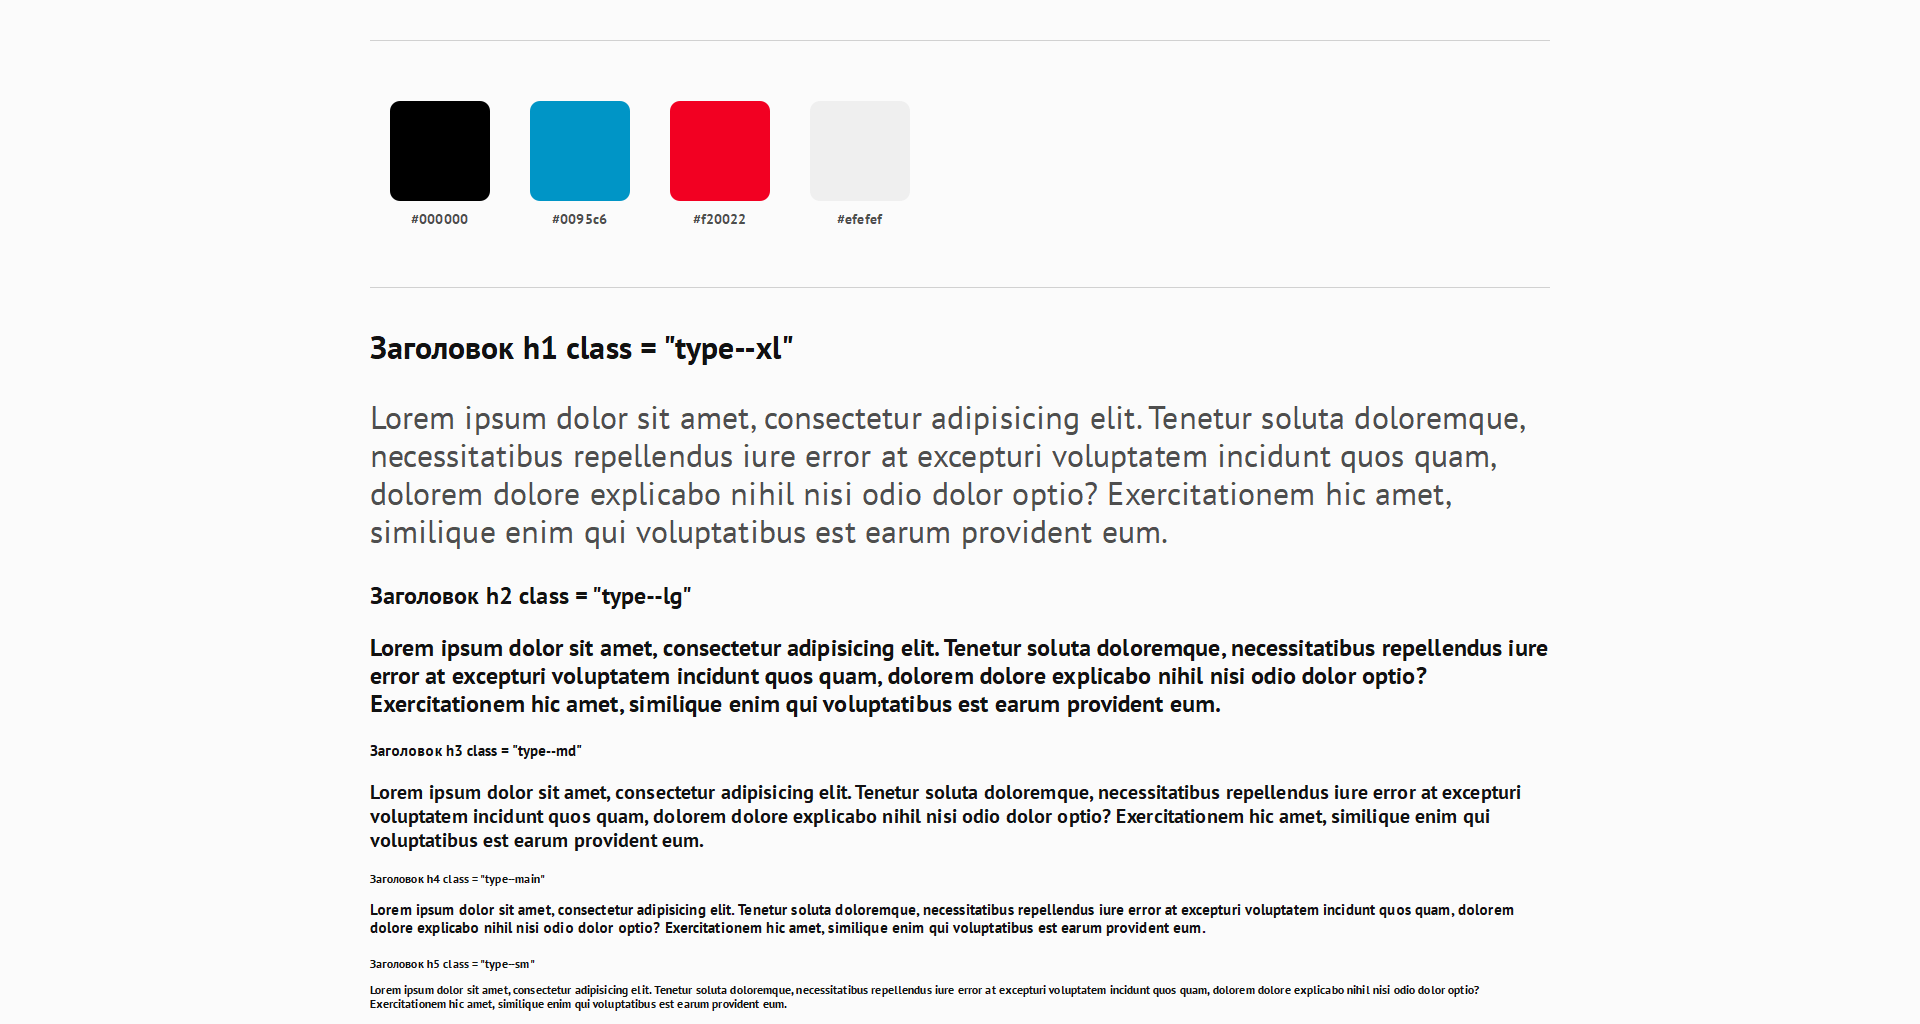 #000000 #0095c6 #f20022 #efefef
Заголовок h1 class = "type--xl"
Lorem ipsum dolor sit amet, consectetur adipisicing elit. Tenetur soluta doloremque,
necessitatibus repellendus iure error at excepturi voluptatem incidunt quos quam,
dolorem dolore explicabo nihil nisi odio dolor optio? Exercitationem hic amet,
similique enim qui voluptatibus est earum provident eum.
Заголовок h2 class = "type--lg"
Lorem ipsum dolor sit amet, consectetur adipisicing elit. Tenetur soluta doloremque, necessitatibus repellendus iure
error at excepturi voluptatem incidunt quos quam, dolorem dolore explicabo nihil nisi odio dolor optio?
Exercitationem hic amet, similique enim qui voluptatibus est earum provident eum.
Заголовок h3 class = "type--md"
Lorem ipsum dolor sit amet, consectetur adipisicing elit. Tenetur soluta doloremque, necessitatibus repellendus iure error at excepturi
voluptatem incidunt quos quam, dolorem dolore explicabo nihil nisi odio dolor optio? Exercitationem hic amet, similique enim qui
voluptatibus est earum provident eum.
Заголовок h4 class = "type--main"
Lorem ipsum dolor sit amet, consectetur adipisicing elit. Tenetur soluta doloremque, necessitatibus repellendus iure error at excepturi voluptatem incidunt quos quam, dolorem
dolore explicabo nihil nisi odio dolor optio? Exercitationem hic amet, similique enim qui voluptatibus est earum provident eum.
Заголовок h5 class = "type--sm"
Lorem ipsum dolor sit amet, consectetur adipisicing elit. Tenetur soluta doloremque, necessitatibus repellendus iure error at excepturi voluptatem incidunt quos quam, dolorem dolore explicabo nihil nisi odio dolor optio?
Exercitationem hic amet, similique enim qui voluptatibus est earum provident eum.